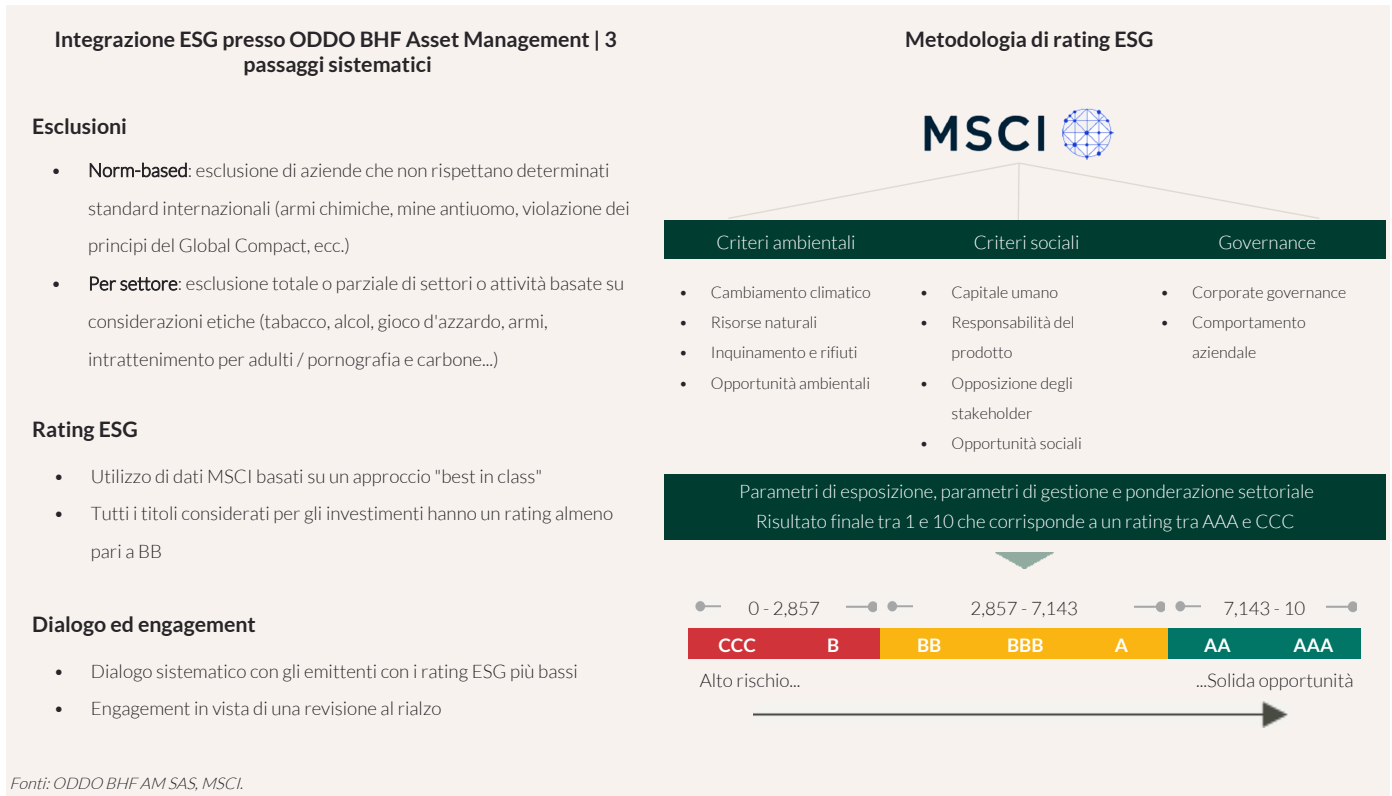 Integrazione ESG presso ODDO BHF Asset Management | 3
passaggi sistematici
Esclusioni
• Norm-based: esclusione di aziende che non rispettano determinati
standard internazionali (armi chimiche, mine antiuomo, violazione dei
principi del Global Compact, ecc.)
• Per settore: esclusione totale o parziale di settori o attività basate su
considerazioni etiche (tabacco, alcol, gioco d'azzardo, armi,
intrattenimento per adulti / pornografia e carbone...)
Rating ESG
• Utilizzo di dati MSCI basati su un approccio "best in class"
• Tutti i titoli considerati per gli investimenti hanno un rating almeno
pari a BB
Dialogo ed engagement
• Dialogo sistematico con gli emittenti con i rating ESG più bassi
• Engagement in vista di una revisione al rialzo
Metodologia di rating ESG
MSCI
Criteri ambientali
• Cambiamento climatico
• Risorse naturali
• Inquinamento e rifiuti
• Opportunità ambientali
Criteri sociali
• Capitale umano
• Responsabilità del
prodotto
• Opposizione degli
stakeholder
• Opportunità sociali
Governance
• Corporate governance
• Comportamento
aziendale
Parametri di esposizione, parametri di gestione e ponderazione settoriale
Risultato finale tra 1 e 10 che corrisponde a un rating tra AAA e CCC
0 - 2,857 2,857 - 7,143 7,143 - 10
CCC B BB BBB A AA AAA
Alto rischio... ...Solida opportunità
Fonti: ODDO BHF AM SAS, MSCI.